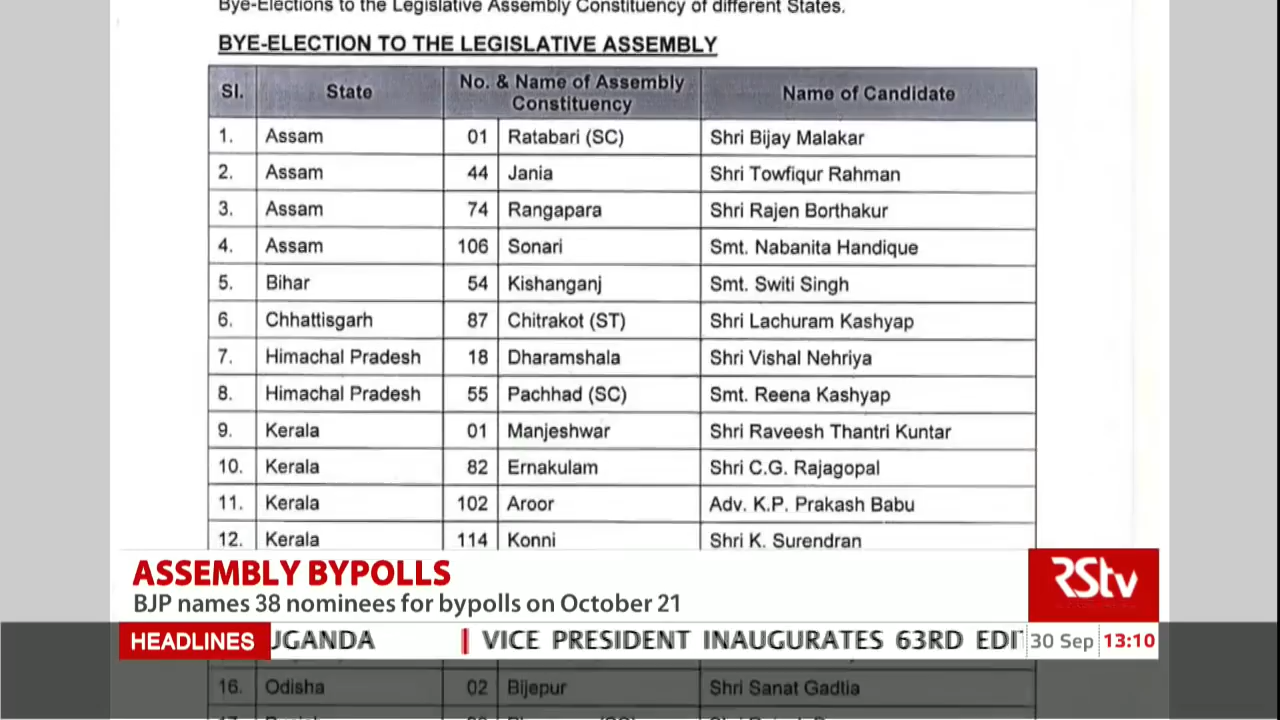 Bye-Elections to the Legislative Assembly Constituency of different States.
BYE-ELECTION TO THE LEGISLATIVE ASSEMBLY
Sl. State No. & Name of Assembly Constituency Name of Candidate
1. Assam 01 Ratabari (SC) Shri Bijay Malakar
2. Assam 44 Jania Shri Towfiqur Rahman
3. Assam 74 Rangapara Shri Rajen Borthakur
4. Assam 106 Sonari Smt. Nabanita Handique
5. Bihar 54 Kishanganj Smt. Switi Singh
6. Chhattisgarh 87 Chitrakot (ST) Shri Lachuram Kashyap
7. Himachal Pradesh 18 Dharamshala Shri Vishal Nehriya
8. Himachal Pradesh 55 Pachhad (SC) Smt. Reena Kashyap
9. Kerala 01 Manjeshwar Shri Raveesh Thantri Kuntar
10. Kerala 82 Ernakulam Shri C.G. Rajagopal
11. Kerala 102 Aroor Adv. K.P. Prakash Babu
12. Kerala 114 Konni Shri K. Surendran
ASSEMBLY BYPOLLS
BJP names 38 nominees for bypolls on October 21
RStv
HEADLINES UGANDA | VICE PRESIDENT INAUGURATES 63RD EDI 30 Sep 13:10
16. Odisha 02 Bijepur Shri Sanat Gadtia